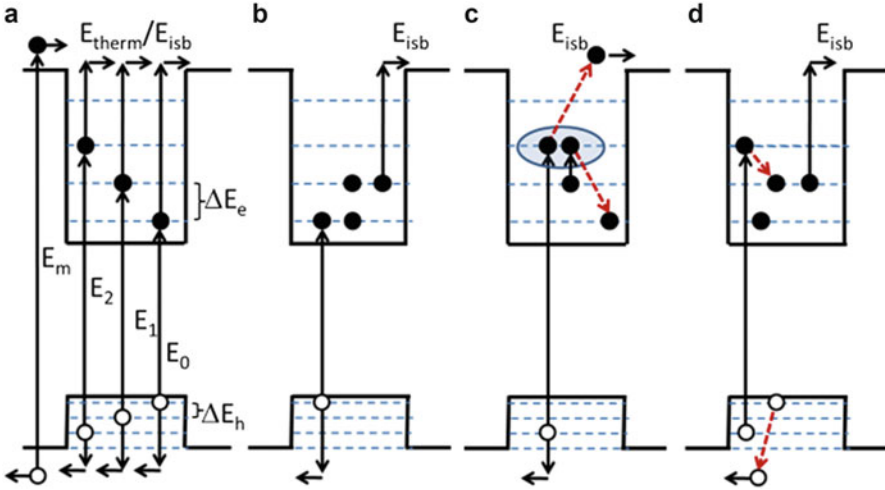 a
E_therm/E_isb
E_m
E_2
E_1
E_0
ΔE_e
ΔE_h
b
E_isb
c
E_isb
d
E_isb